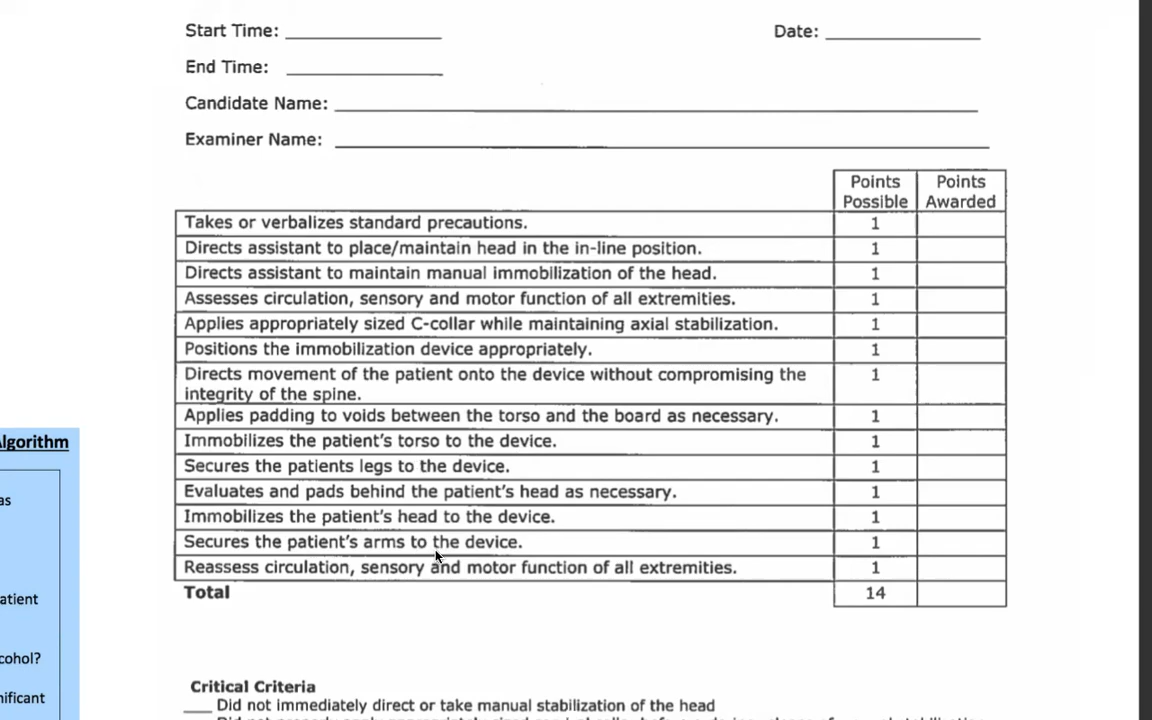 Start Time: ______________ Date: ______________
End Time: ______________
Candidate Name: ______________
Examiner Name: ______________
Points Possible Points Awarded
Takes or verbalizes standard precautions. 1
Directs assistant to place/maintain head in the in-line position. 1
Directs assistant to maintain manual immobilization of the head. 1
Assesses circulation, sensory and motor function of all extremities. 1
Applies appropriately sized C-collar while maintaining axial stabilization. 1
Positions the immobilization device appropriately. 1
Directs movement of the patient onto the device without compromising the 1
integrity of the spine.
Applies padding to voids between the torso and the board as necessary. 1
Immobilizes the patient's torso to the device. 1
Secures the patients legs to the device. 1
Evaluates and pads behind the patient's head as necessary. 1
Immobilizes the patient's head to the device. 1
Secures the patient's arms to the device. 1
Reassess circulation, sensory and motor function of all extremities. 1
Total 14
Critical Criteria
___ Did not immediately direct or take manual stabilization of the head
lgorithm
as
atient
cohol?
nificant